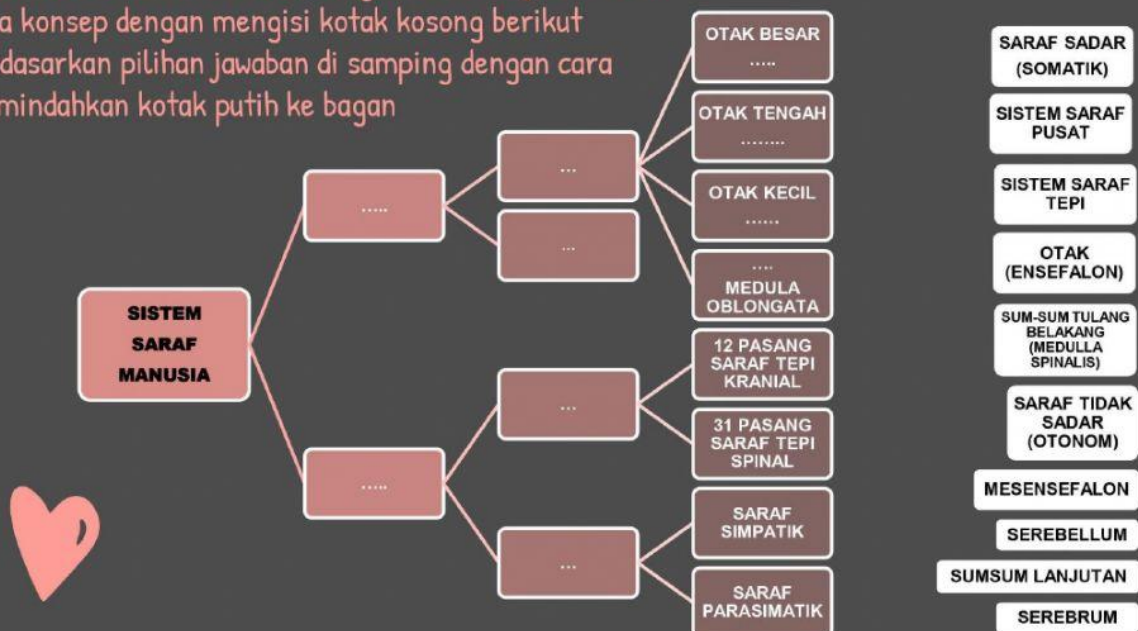 a konsep dengan mengisi kotak kosong berikut
dasarkan pilihan jawaban di samping dengan cara
mindahkan kotak putih ke bagan
SISTEM
SARAF
MANUSIA
.....
.....
...
...
...
...
OTAK BESAR
.....
OTAK TENGAH
........
OTAK KECIL
......
....
MEDULA
OBLONGATA
12 PASANG
SARAF TEPI
KRANIAL
31 PASANG
SARAF TEPI
SPINAL
SARAF
SIMPATIK
SARAF
PARASIMATIK
SARAF SADAR
(SOMATIK)
SISTEM SARAF
PUSAT
SISTEM SARAF
TEPI
OTAK
(ENSEFALON)
SUM-SUM TULANG
BELAKANG
(MEDULLA
SPINALIS)
SARAF TIDAK
SADAR
(OTONOM)
MESENSEFALON
SEREBELLUM
SUMSUM LANJUTAN
SEREBRUM